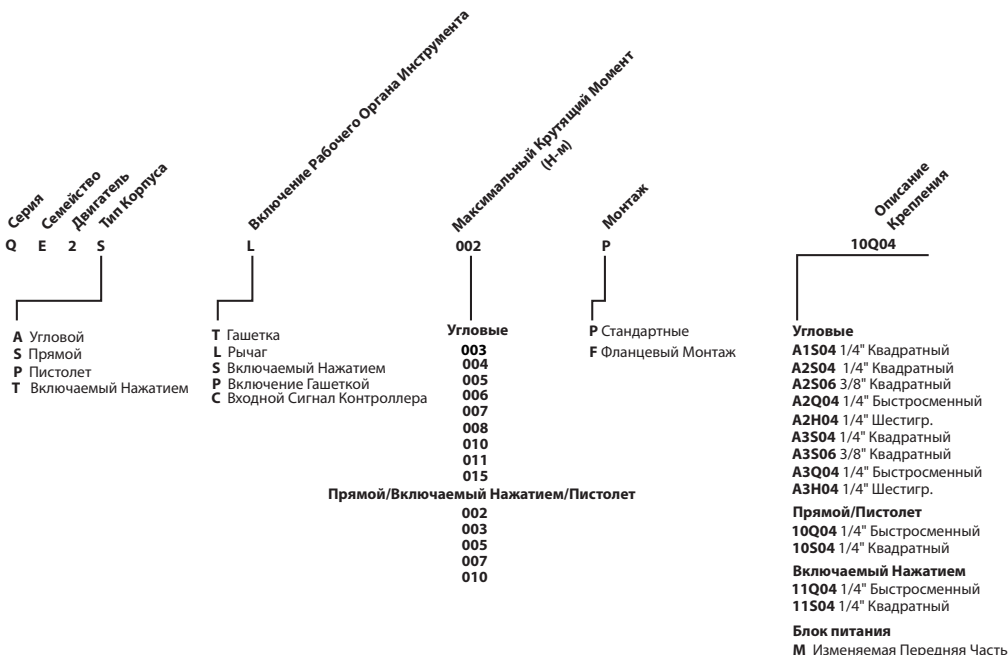 Серия
Семейство
Двигатель
Тип Корпуса
Включение Рабочего Органа Инструмента
Максимальный Крутящий Момент
(Н-м)
Монтаж
Описание
Крепления
Q E 2 S L 002 P 10Q04
A Угловой
S Прямой
P Пистолет
T Включаемый Нажатием
T Гашетка
L Рычаг
S Включаемый Нажатием
P Включение Гашеткой
C Входной Сигнал Контроллера
Угловые
003
004
005
006
007
008
010
011
015
Прямой/Включаемый Нажатием/Пистолет
002
003
005
007
010
P Стандартные
F Фланцевый Монтаж
Угловые
A1S04 1/4" Квадратный
A2S04 1/4" Квадратный
A2S06 3/8" Квадратный
A2Q04 1/4" Быстросменный
A2H04 1/4" Шестигр.
A3S04 1/4" Квадратный
A3S06 3/8" Квадратный
A3Q04 1/4" Быстросменный
A3H04 1/4" Шестигр.
Прямой/Пистолет
10Q04 1/4" Быстросменный
10S04 1/4" Квадратный
Включаемый Нажатием
11Q04 1/4" Быстросменный
11S04 1/4" Квадратный
Блок питания
M Изменяемая Передняя Часть